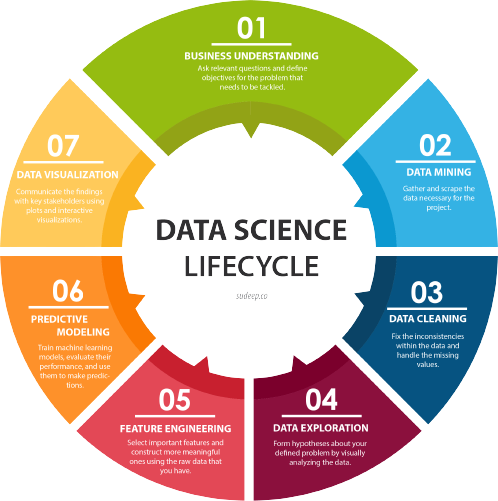 01
BUSINESS UNDERSTANDING
Ask relevant questions and define
objectives for the problem that
needs to be tackled.
02
DATA MINING
Gather and scrape the
data necessary for the
project.
03
DATA CLEANING
Fix the inconsistencies
within the data and
handle the missing
values.
04
DATA EXPLORATION
Form hypotheses about your
defined problem by visually
analyzing the data.
05
FEATURE ENGINEERING
Select important features and
construct more meaningful
ones using the raw data that
you have.
06
PREDICTIVE
MODELING
Train machine learning
models, evaluate their
performance, and use
them to make predic-
tions.
07
DATA VISUALIZATION
Communicate the findings
with key stakeholders using
plots and interactive
visualizations.
DATA SCIENCE
LIFECYCLE
sudeep.co